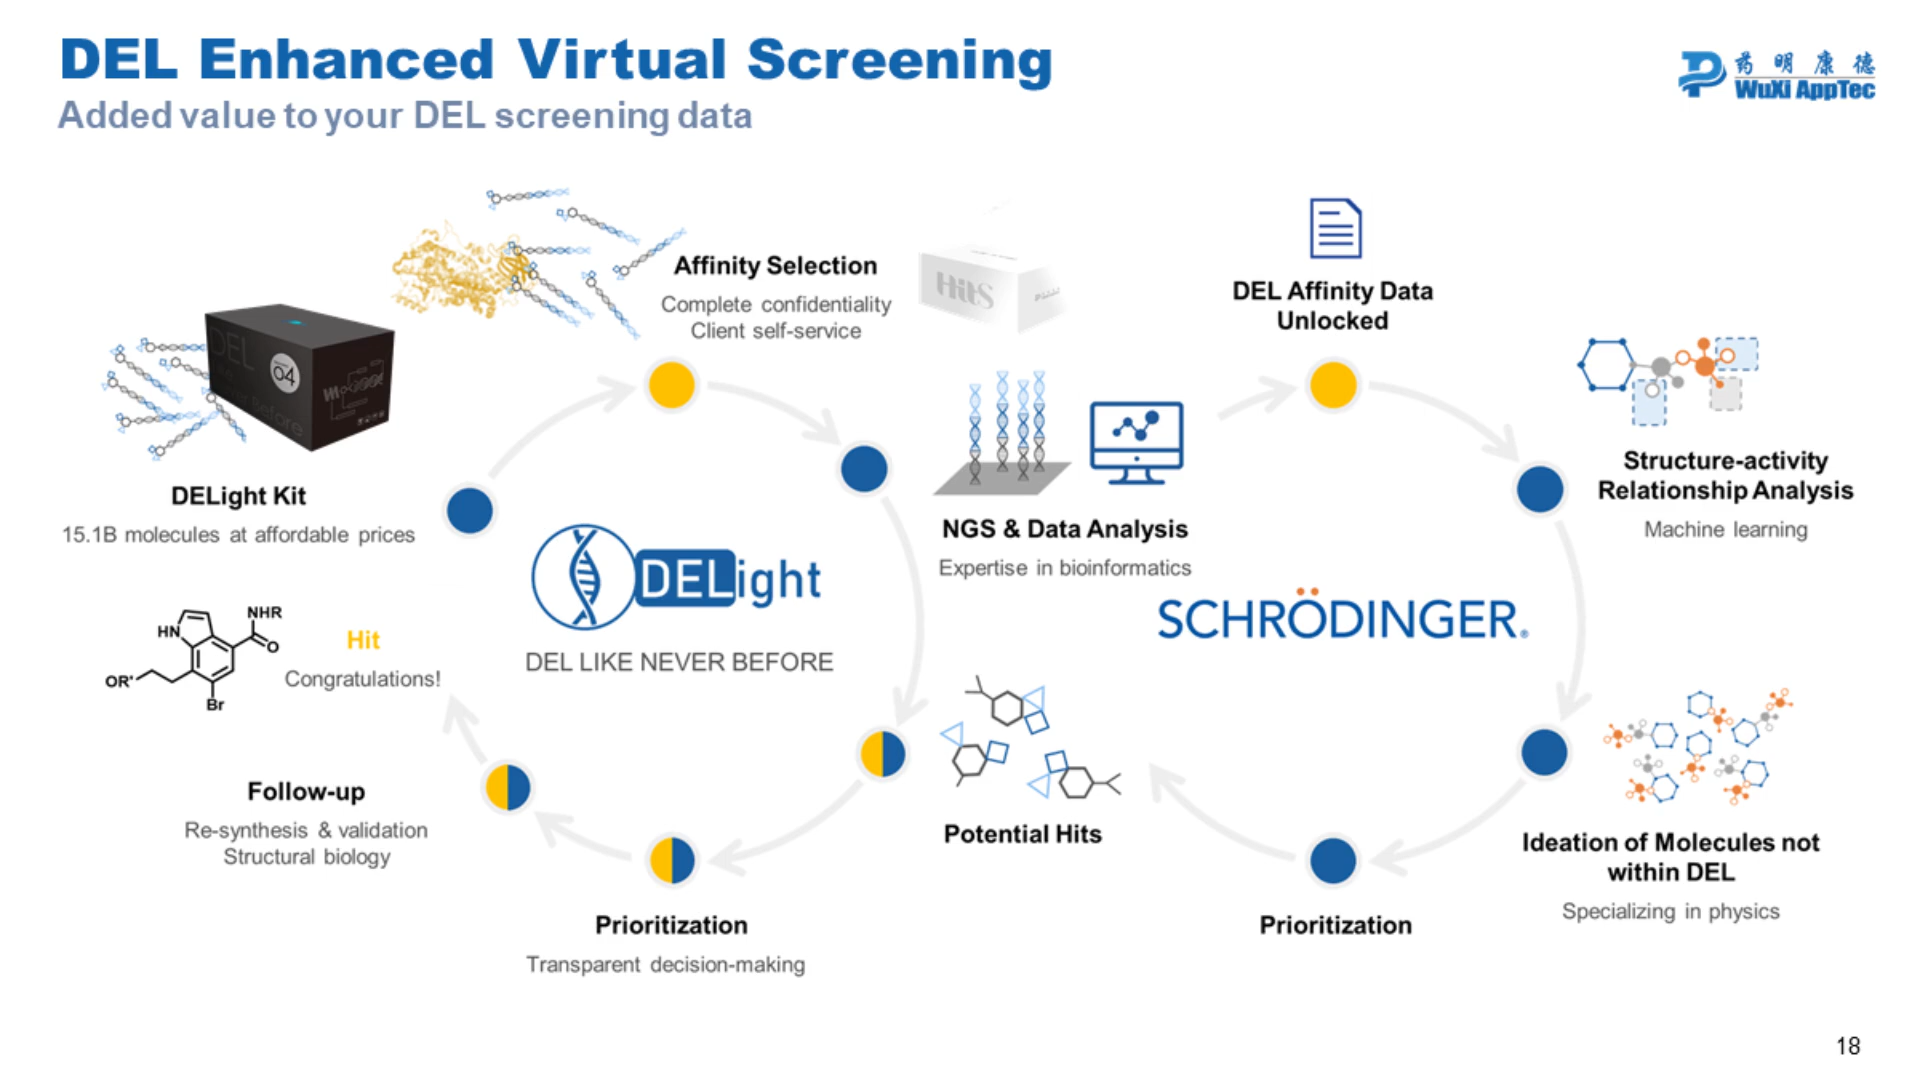 DEL Enhanced Virtual Screening
Added value to your DEL screening data
药明康德
WuXi AppTec
Affinity Selection
Complete confidentiality
Client self-service
HitS
DEL Affinity Data
Unlocked
DEL
04
Before
DELight Kit
15.1B molecules at affordable prices
Structure-activity
Relationship Analysis
Machine learning
NGS & Data Analysis
Expertise in bioinformatics
DELight
DEL LIKE NEVER BEFORE
SCHRÖDINGER®
NHR
HN
O
OR'
Br
Hit
Congratulations!
Follow-up
Re-synthesis & validation
Structural biology
Potential Hits
Ideation of Molecules not
within DEL
Specializing in physics
Prioritization
Transparent decision-making
Prioritization
18